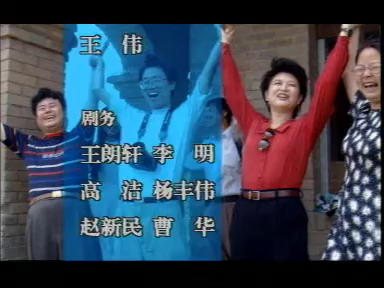 王 伟
剧务
王朗轩 李 明
高 洁 杨丰伟
赵新民 曹 华